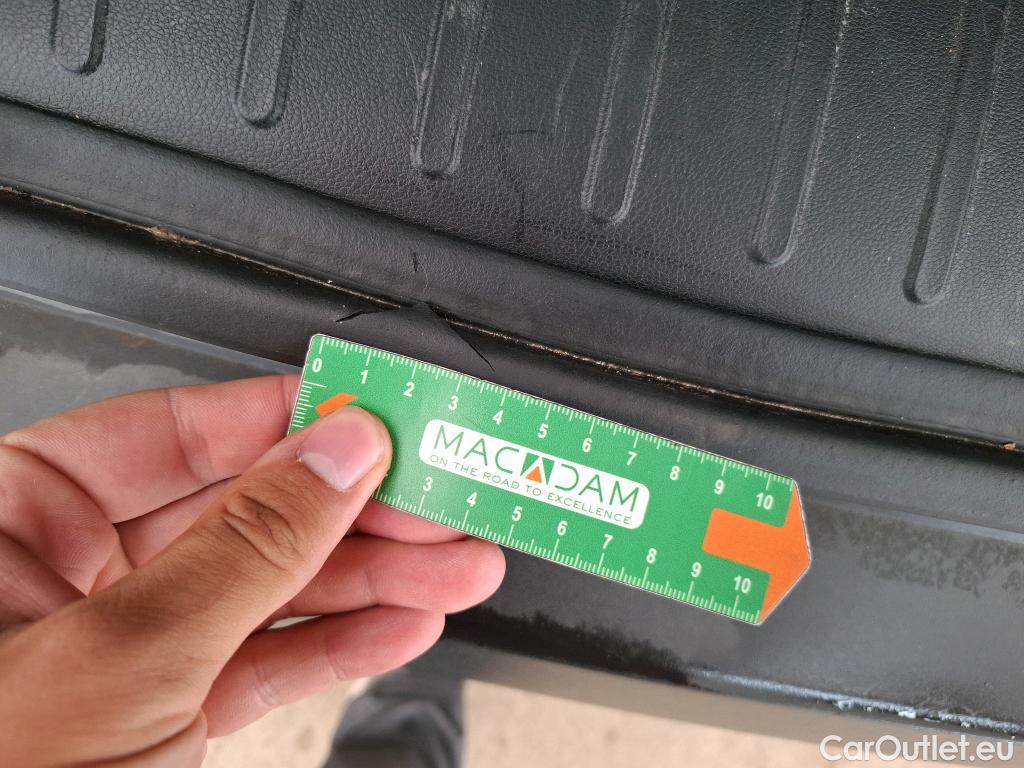 0 1 2 3 4 5 6 7 8 9 10
MACADAM
ON THE ROAD TO EXCELLENCE
3 4 5 6 7 8 9 10
CarOutlet.eu